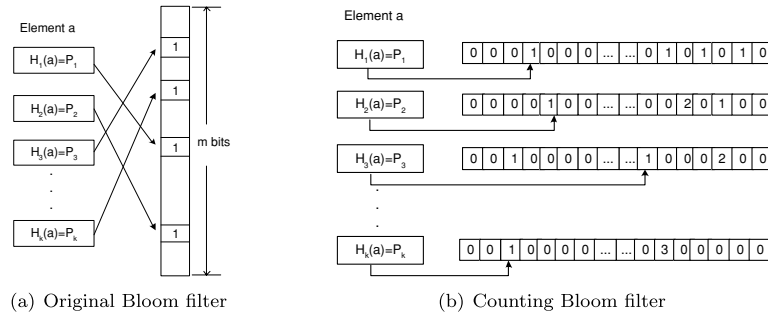 Element a
H₁(a)=P₁
H₂(a)=P₂
H₃(a)=P₃
.
.
.
Hₖ(a)=Pₖ
1
1
1
1
m bits
(a) Original Bloom filter
Element a
H₁(a)=P₁
0 0 0 1 0 0 0 ... ... 0 1 0 1 0 1 0
H₂(a)=P₂
0 0 0 0 1 0 0 ... ... 0 0 2 0 1 0 0
H₃(a)=P₃
0 0 1 0 0 0 0 ... ... 1 0 0 0 2 0 0
.
.
.
Hₖ(a)=Pₖ
0 0 1 0 0 0 0 ... ... 0 3 0 0 0 0 0
(b) Counting Bloom filter